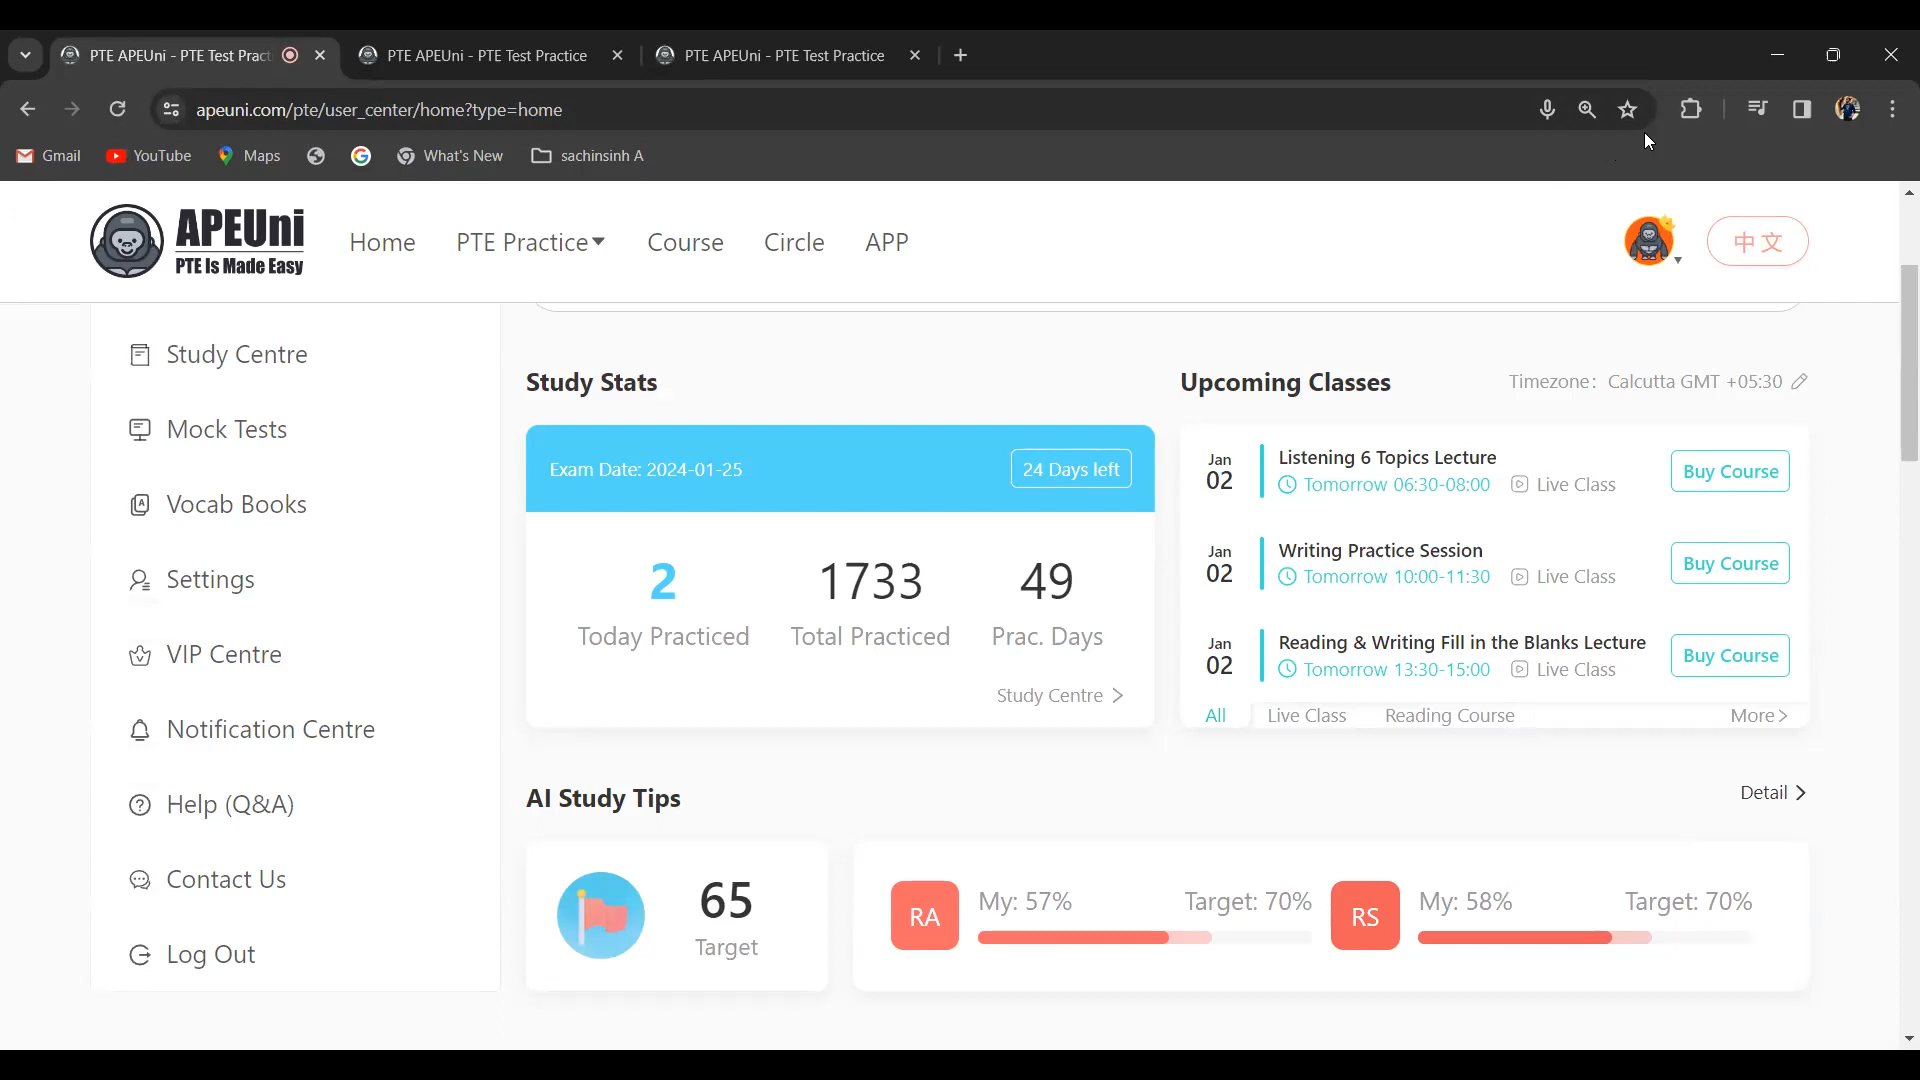 PTE APEUni - PTE Test Pract
PTE APEUni - PTE Test Practice
PTE APEUni - PTE Test Practice
apeuni.com/pte/user_center/home?type=home
Gmail
YouTube
Maps
What's New
sachinsinh A
APEUni
PTE Is Made Easy
Home
PTE Practice
Course
Circle
APP
中文
Study Centre
Mock Tests
Vocab Books
Settings
VIP Centre
Notification Centre
Help (Q&A)
Contact Us
Log Out
Study Stats
Exam Date: 2024-01-25
24 Days left
2
Today Practiced
1733
Total Practiced
49
Prac. Days
Study Centre >
Upcoming Classes
Timezone: Calcutta GMT +05:30
Jan
02
Listening 6 Topics Lecture
Tomorrow 06:30-08:00
Live Class
Buy Course
Jan
02
Writing Practice Session
Tomorrow 10:00-11:30
Live Class
Buy Course
Jan
02
Reading & Writing Fill in the Blanks Lecture
Tomorrow 13:30-15:00
Live Class
Buy Course
All
Live Class
Reading Course
More >
AI Study Tips
Detail >
65
Target
RA
My: 57%
Target: 70%
RS
My: 58%
Target: 70%